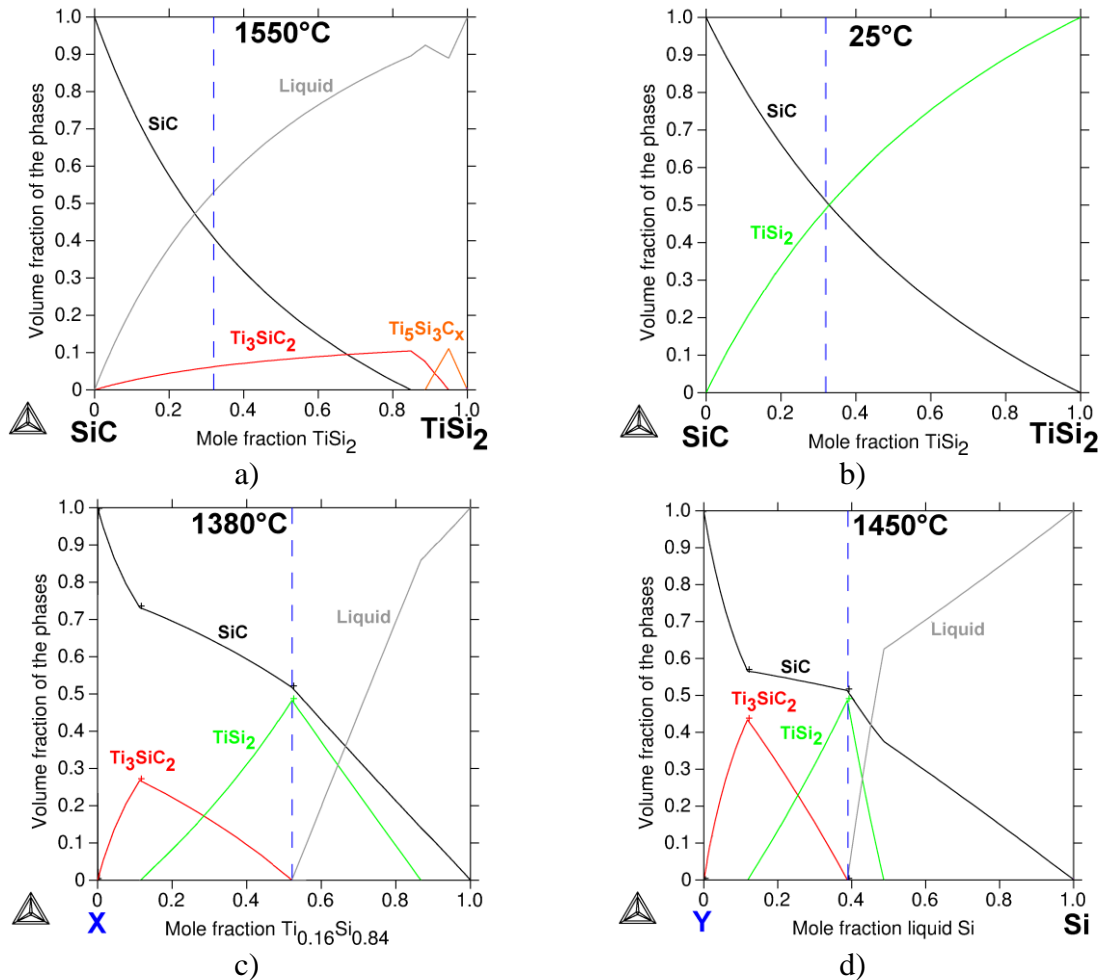 1550°C
1.0
0.9
0.8
0.7
0.6
0.5
0.4
0.3
0.2
0.1
0
Volume fraction of the phases
SiC
Liquid
Ti3SiC2
Ti5Si3Cx
0 0.2 0.4 0.6 0.8 1.0
SiC Mole fraction TiSi2 TiSi2
a)
25°C
1.0
0.9
0.8
0.7
0.6
0.5
0.4
0.3
0.2
0.1
0
Volume fraction of the phases
SiC
TiSi2
0 0.2 0.4 0.6 0.8 1.0
SiC Mole fraction TiSi2 TiSi2
b)
1380°C
1.0
0.9
0.8
0.7
0.6
0.5
0.4
0.3
0.2
0.1
0
Volume fraction of the phases
Liquid
SiC
TiSi2
Ti3SiC2
0 0.2 0.4 0.6 0.8 1.0
X Mole fraction Ti0.16Si0.84
c)
1450°C
1.0
0.9
0.8
0.7
0.6
0.5
0.4
0.3
0.2
0.1
0
Volume fraction of the phases
Liquid
SiC
Ti3SiC2
TiSi2
0 0.2 0.4 0.6 0.8 1.0
Y Mole fraction liquid Si Si
d)